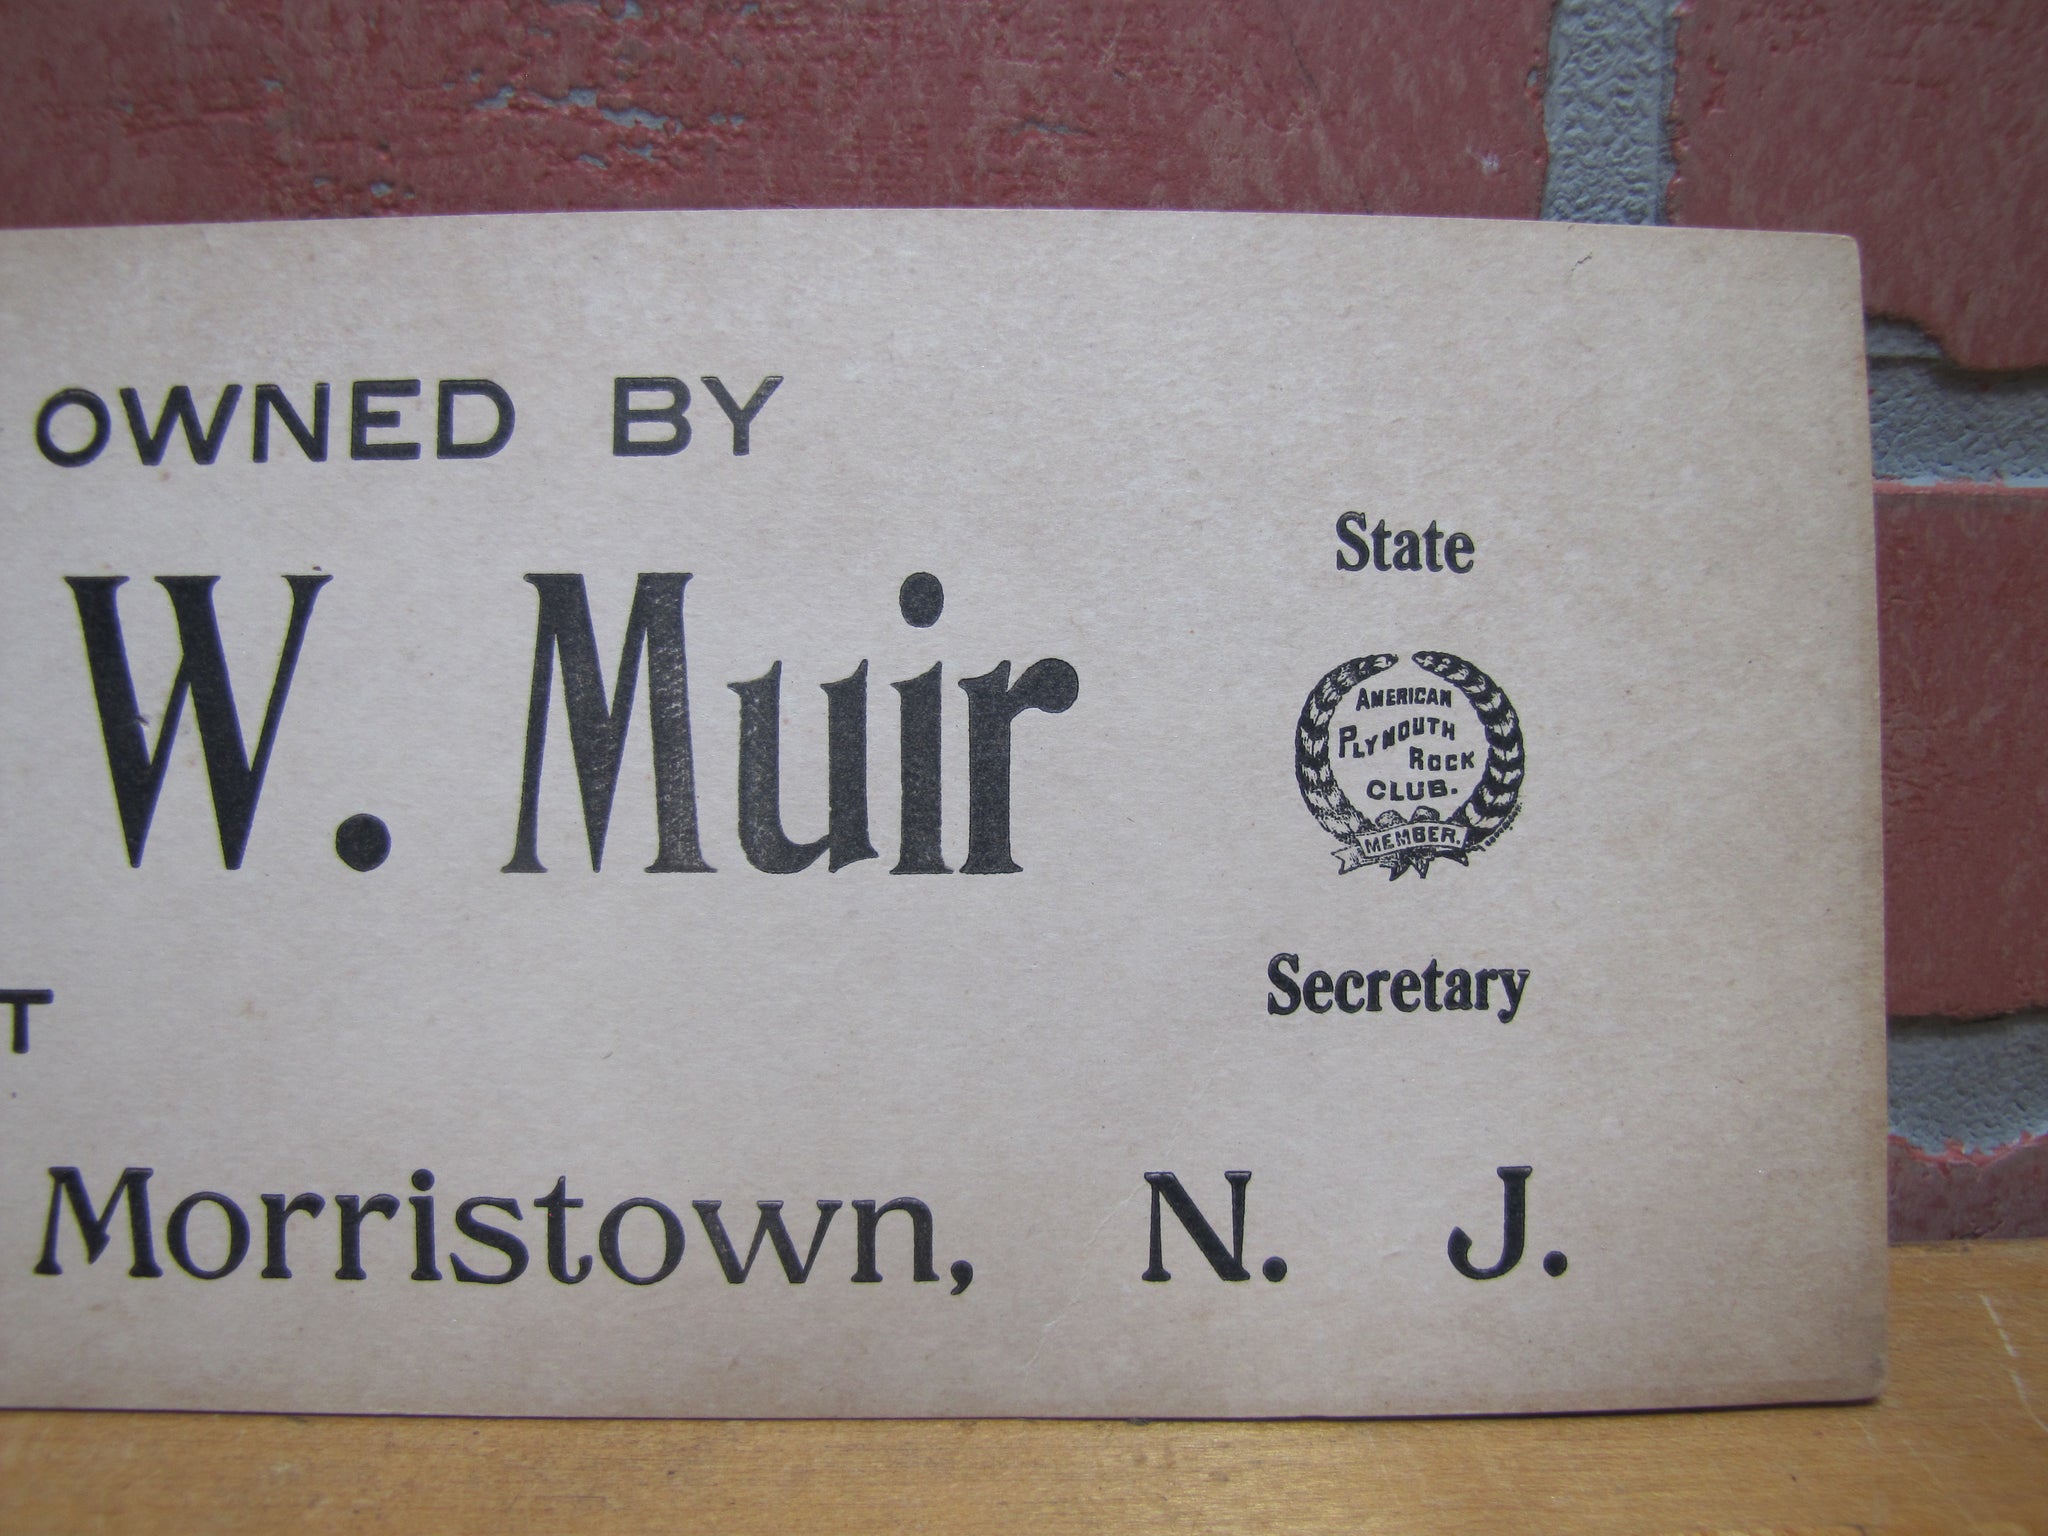 OWNED BY
W. Muir
State
AMERICAN
PLYMOUTH
ROCK
CLUB.
MEMBER.
Secretary
T
Morristown, N. J.